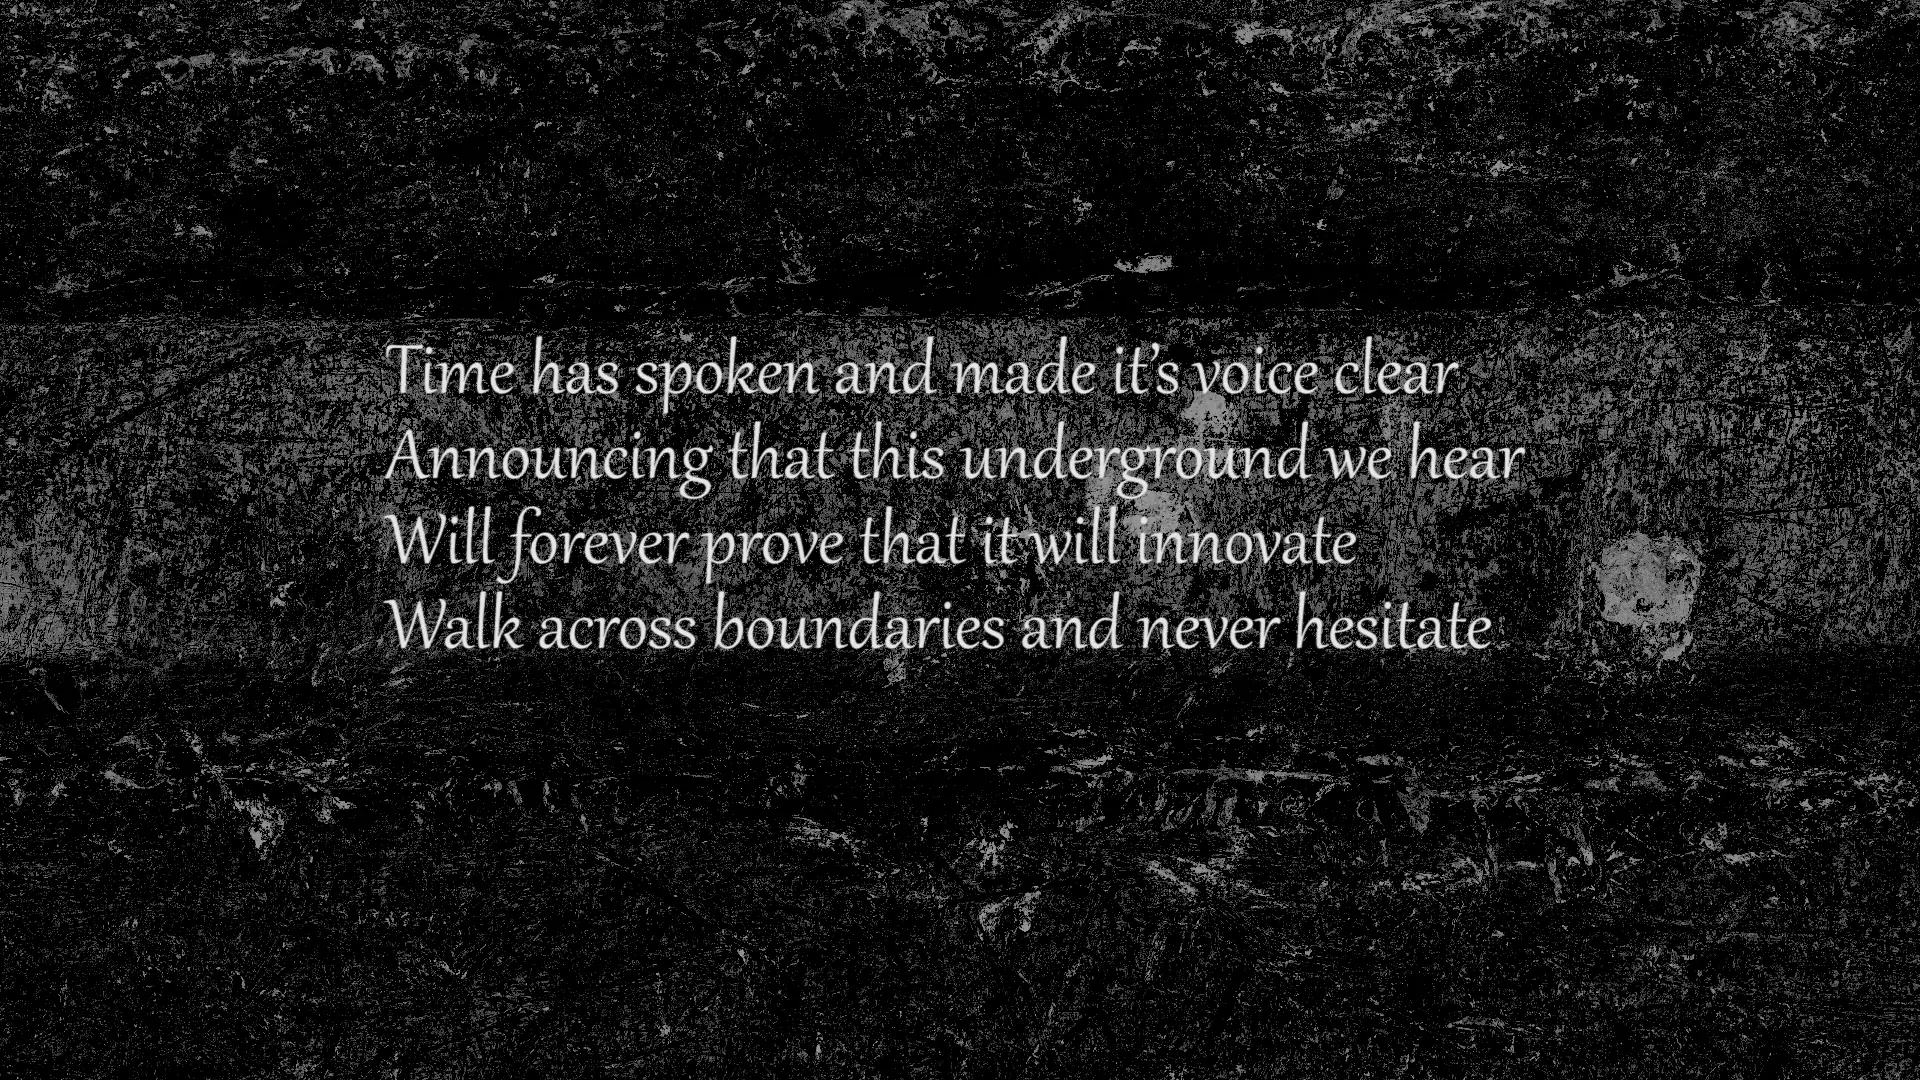 Time has spoken and made it’s voice clear
Announcing that this underground we hear
Will forever prove that it will innovate
Walk across boundaries and never hesitate